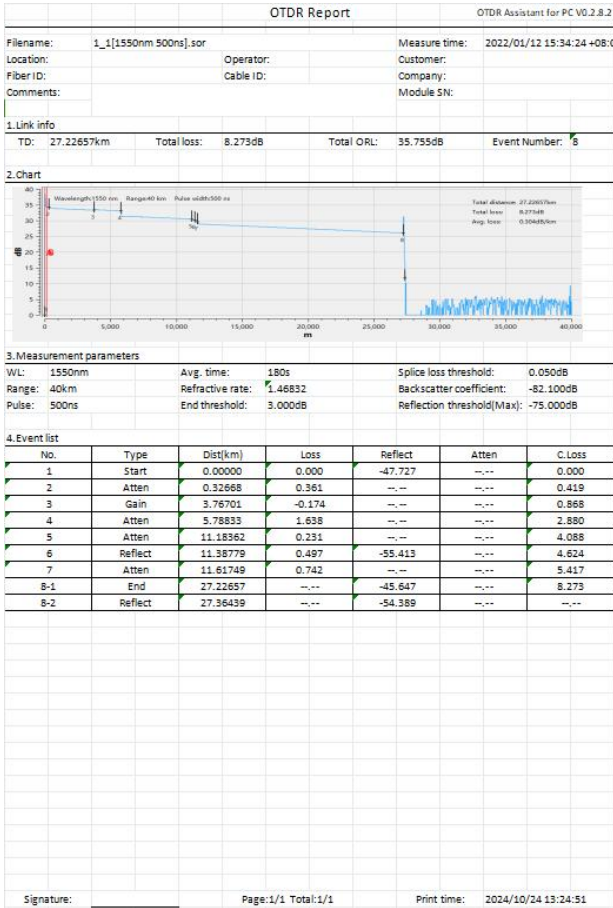 OTDR Report OTDR Assistant for PC V0.2.8.2
Filename: 1_1[1550nm 500ns].sor Measure time: 2022/01/12 15:34:24 +08:0
Location: Operator: Customer:
Fiber ID: Cable ID: Company:
Comments: Module SN:
1.Link info
TD: 27.22657km Total loss: 8.273dB Total ORL: 35.755dB Event Number: 8
2.Chart
Wavelength:1550 nm Range:40 km Pulse width:500 ns
Total distance 27.22657km
Total loss 8.273dB
Avg. loss 0.304dB/km
40
35
30
25
20
15
10
5
0
dB
0 5,000 10,000 15,000 20,000 25,000 30,000 35,000 40,000
m
3.Measurement parameters
WL: 1550nm Avg. time: 180s Splice loss threshold: 0.050dB
Range: 40km Refractive rate: 1.46832 Backscatter coefficient: -82.100dB
Pulse: 500ns End threshold: 3.000dB Reflection threshold(Max): -75.000dB
4.Event list
No. Type Dist(km) Loss Reflect Atten C.Loss
1 Start 0.00000 0.000 -47.727 --.-- 0.000
2 Atten 0.32668 0.361 --.-- --.-- 0.419
3 Gain 3.76701 -0.174 --.-- --.-- 0.868
4 Atten 5.78833 1.638 --.-- --.-- 2.880
5 Atten 11.18362 0.231 --.-- --.-- 4.088
6 Reflect 11.38779 0.497 -55.413 --.-- 4.624
7 Atten 11.61749 0.742 --.-- --.-- 5.417
8-1 End 27.22657 --.-- -45.647 --.-- 8.273
8-2 Reflect 27.36439 --.-- -54.389 --.-- --.--
Signature: Page:1/1 Total:1/1 Print time: 2024/10/24 13:24:51